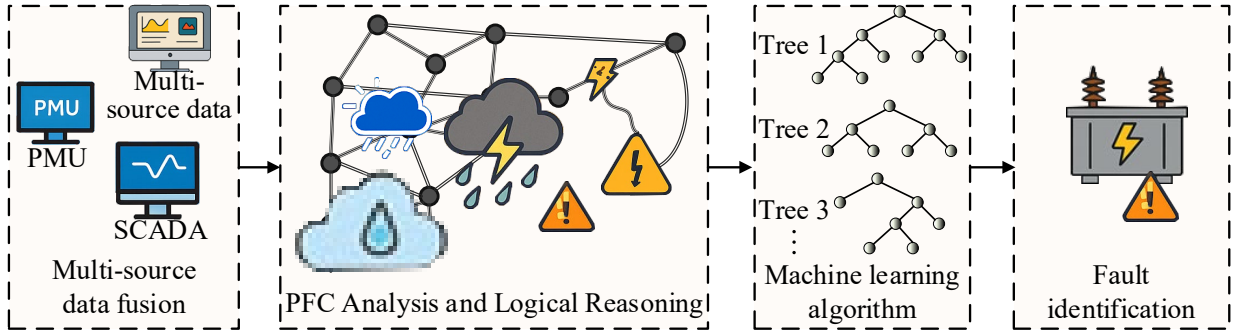 Multi-
source data
PMU
PMU
SCADA
Multi-source
data fusion
PFC Analysis and Logical Reasoning
Tree 1
Tree 2
Tree 3
⋮
Machine learning
algorithm
Fault
identification